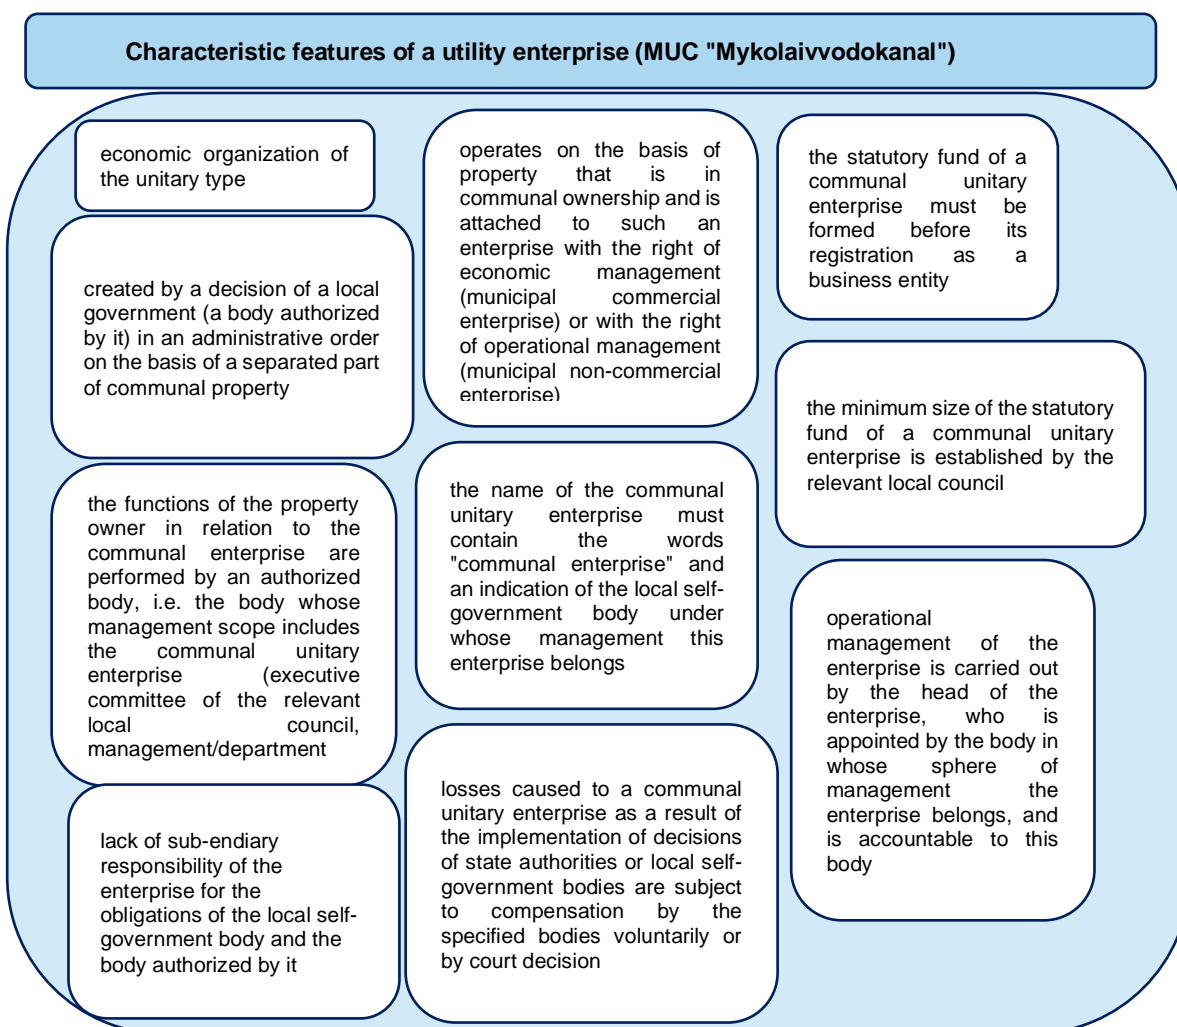 Characteristic features of a utility enterprise (MUC "Mykolaivvodokanal")
economic organization of
the unitary type
created by a decision of a local
government (a body authorized
by it) in an administrative order
on the basis of a separated part
of communal property
the functions of the property
owner in relation to the
communal enterprise are
performed by an authorized
body, i.e. the body whose
management scope includes
the communal unitary
enterprise (executive
committee of the relevant
local council,
management/department
lack of sub-endiary
responsibility of the
enterprise for the
obligations of the local self-
government body and the
body authorized by it
operates on the basis of
property that is in
communal ownership and is
attached to such an
enterprise with the right of
economic management
(municipal commercial
enterprise) or with the right
of operational management
(municipal non-commercial
enterprise)
the name of the communal
unitary enterprise must
contain the words
"communal enterprise" and
an indication of the local self-
government body under
whose management this
enterprise belongs
losses caused to a communal
unitary enterprise as a result of
the implementation of decisions
of state authorities or local self-
government bodies are subject
to compensation by the
specified bodies voluntarily or
by court decision
the statutory fund of a
communal unitary
enterprise must be
formed before its
registration as a
business entity
the minimum size of the statutory
fund of a communal unitary
enterprise is established by the
relevant local council
operational
management of the
enterprise is carried out
by the head of the
enterprise, who is
appointed by the body in
whose sphere of
management the
enterprise belongs, and
is accountable to this
body